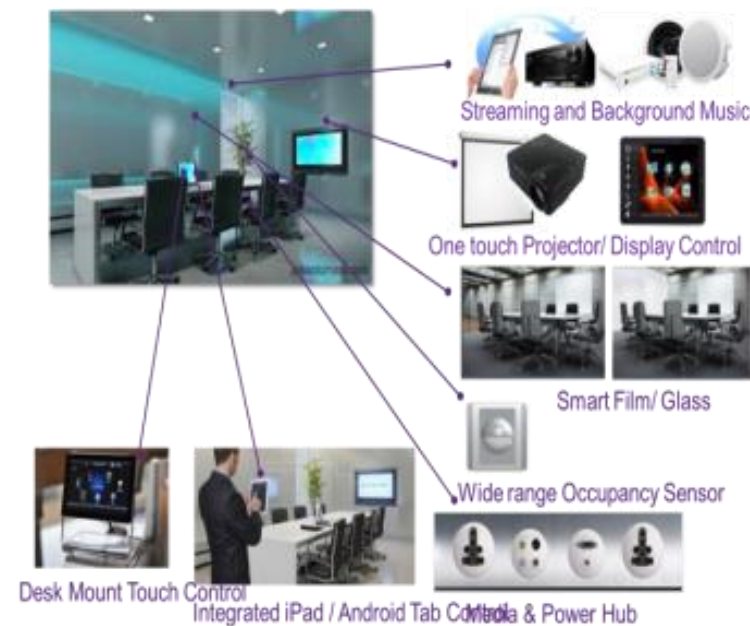 Streaming and Background Music
One touch Projector/ Display Control
Smart Film/ Glass
Wide range Occupancy Sensor
Desk Mount Touch Control
Integrated iPad / Android Tab Control
Media & Power Hub